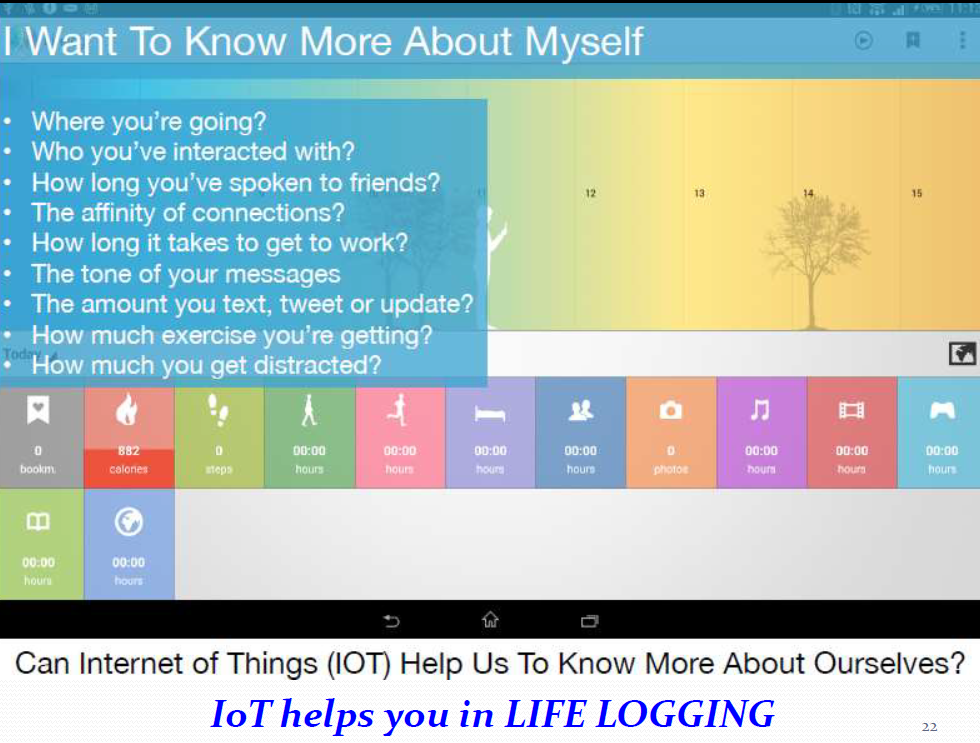 I Want To Know More About Myself
• Where you're going?
• Who you've interacted with?
• How long you've spoken to friends?
• The affinity of connections?
• How long it takes to get to work?
• The tone of your messages
• The amount you text, tweet or update?
• How much exercise you're getting?
• How much you get distracted?
11 12 13 14 15
Today
0 882 0 00:00 00:00 00:00 00:00 0 00:00 00:00 00:00
bookm. calories steps hours hours hours hours photos hours hours hours
00:00 00:00
hours hours
Can Internet of Things (IOT) Help Us To Know More About Ourselves?
IoT helps you in LIFE LOGGING
22